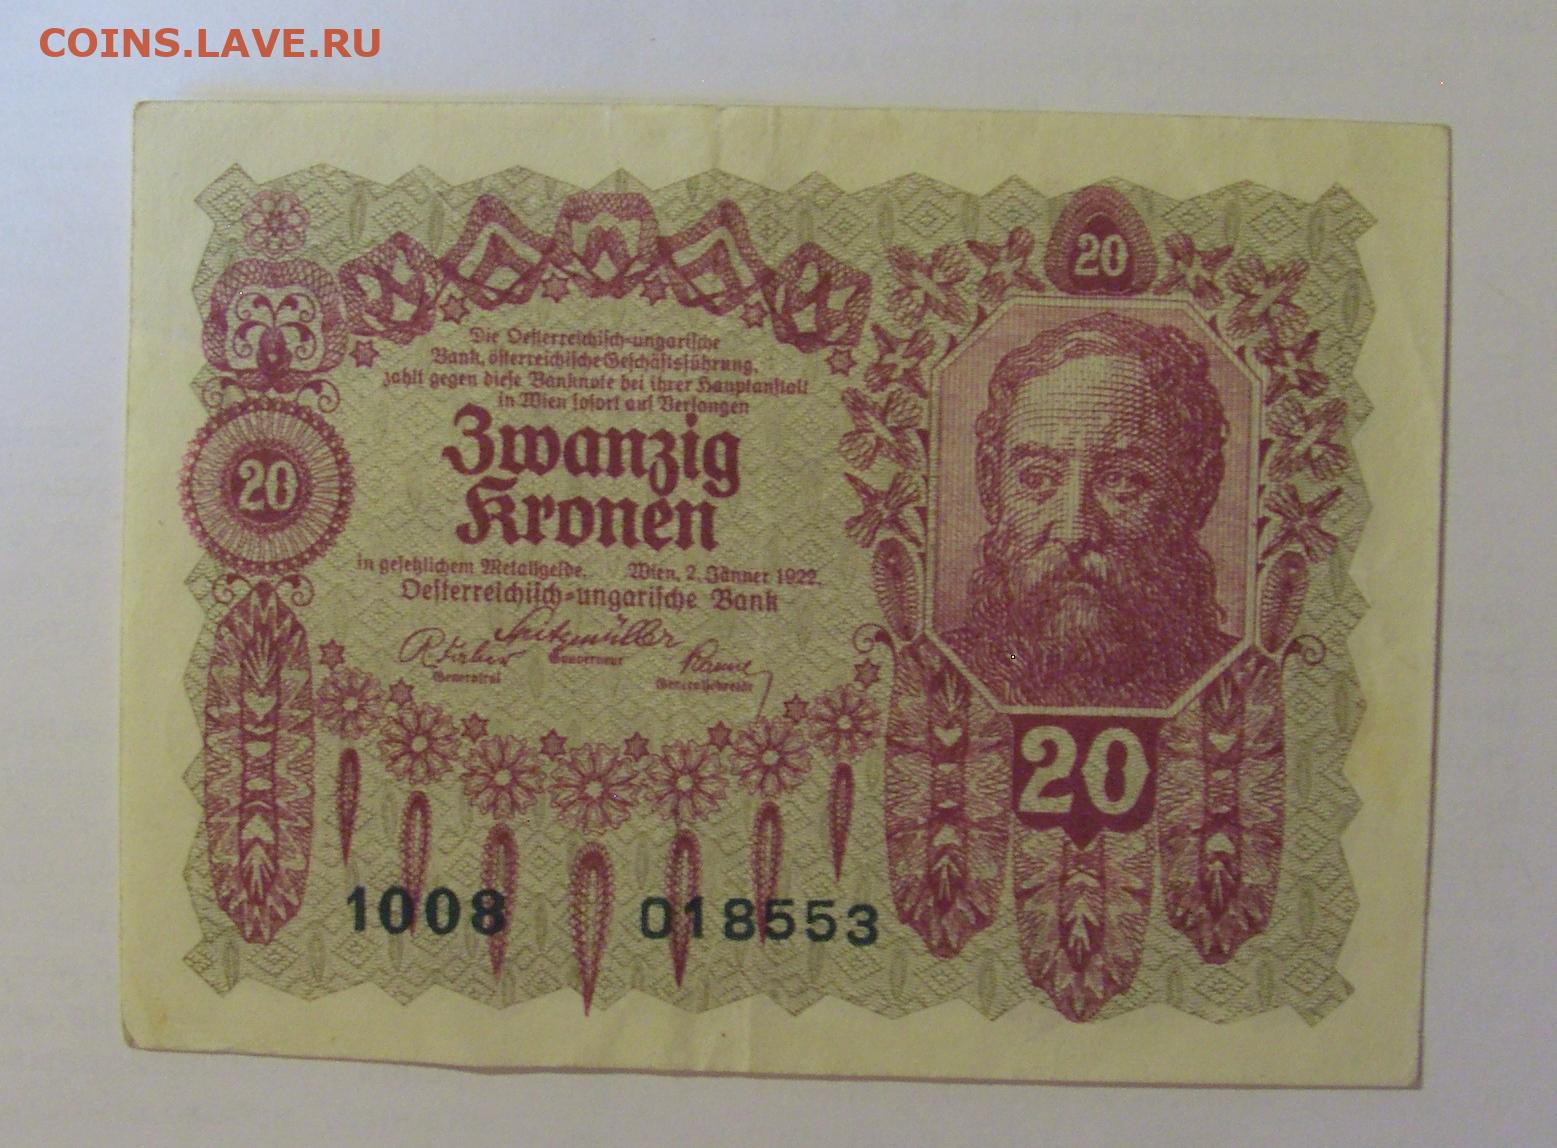 COINS.LAVE.RU
20
Die Oesterreichisch-ungarische
Bank, österreichische Geschäftsführung,
zahlt gegen diese Banknote bei ihrer Hauptanstalt
in Wien sofort auf Verlangen
Zwanzig
Kronen
20
in gesetzlichem Metallgelde. Wien, 2. Jänner 1922.
Oesterreichisch-ungarische Bank
Spitzmüller
Gouverneur
Generalrat
Generalsekretär
20
1008 018553